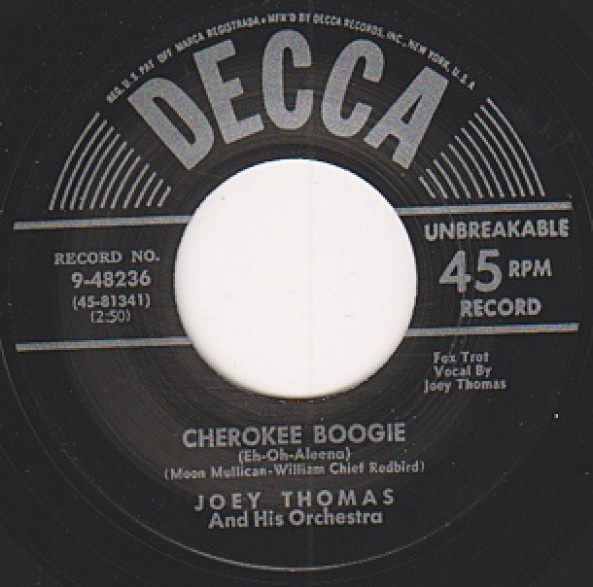 REG. U.S. PAT OFF MARCA REGISTRADA • MF'D BY DECCA RECORDS, INC., NEW YORK, U.S.A.
DECCA
RECORD NO.
9-48236
(45-81341)
(2:50)
UNBREAKABLE
45 RPM
RECORD
Fox Trot
Vocal By
Joey Thomas
CHEROKEE BOOGIE
(Eh-Oh-Aleena)
(Moon Mullican-William Chief Redbird)
JOEY THOMAS
And His Orchestra